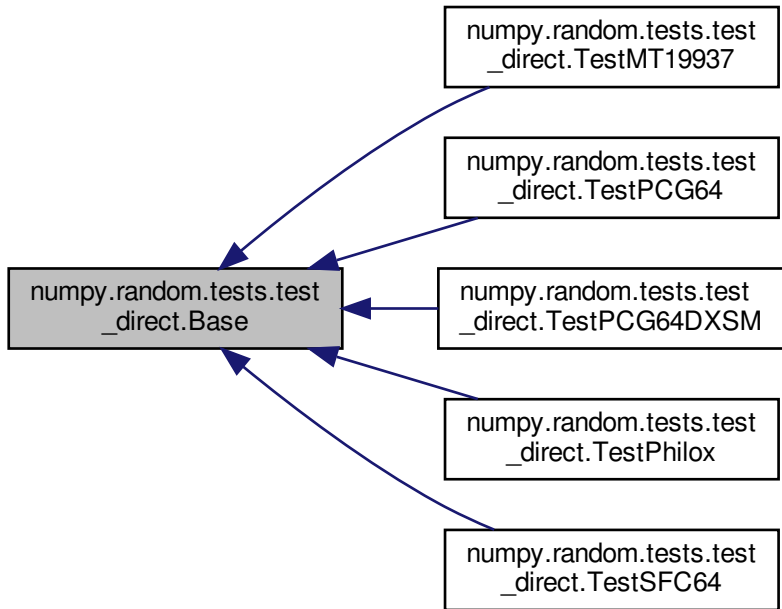 numpy.random.tests.test
_direct.TestMT19937
numpy.random.tests.test
_direct.TestPCG64
numpy.random.tests.test
_direct.Base
numpy.random.tests.test
_direct.TestPCG64DXSM
numpy.random.tests.test
_direct.TestPhilox
numpy.random.tests.test
_direct.TestSFC64